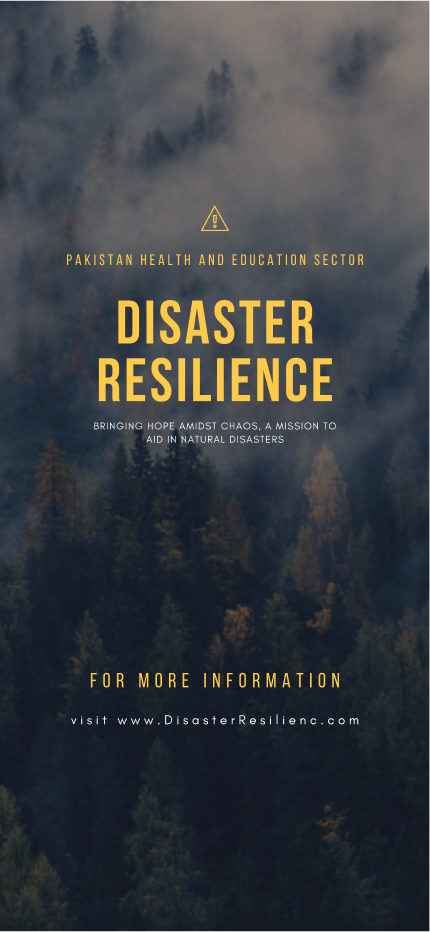 PAKISTAN HEALTH AND EDUCATION SECTOR
DISASTER
RESILIENCE
BRINGING HOPE AMIDST CHAOS, A MISSION TO
AID IN NATURAL DISASTERS
FOR MORE INFORMATION
visit www.DisasterResilienc.com